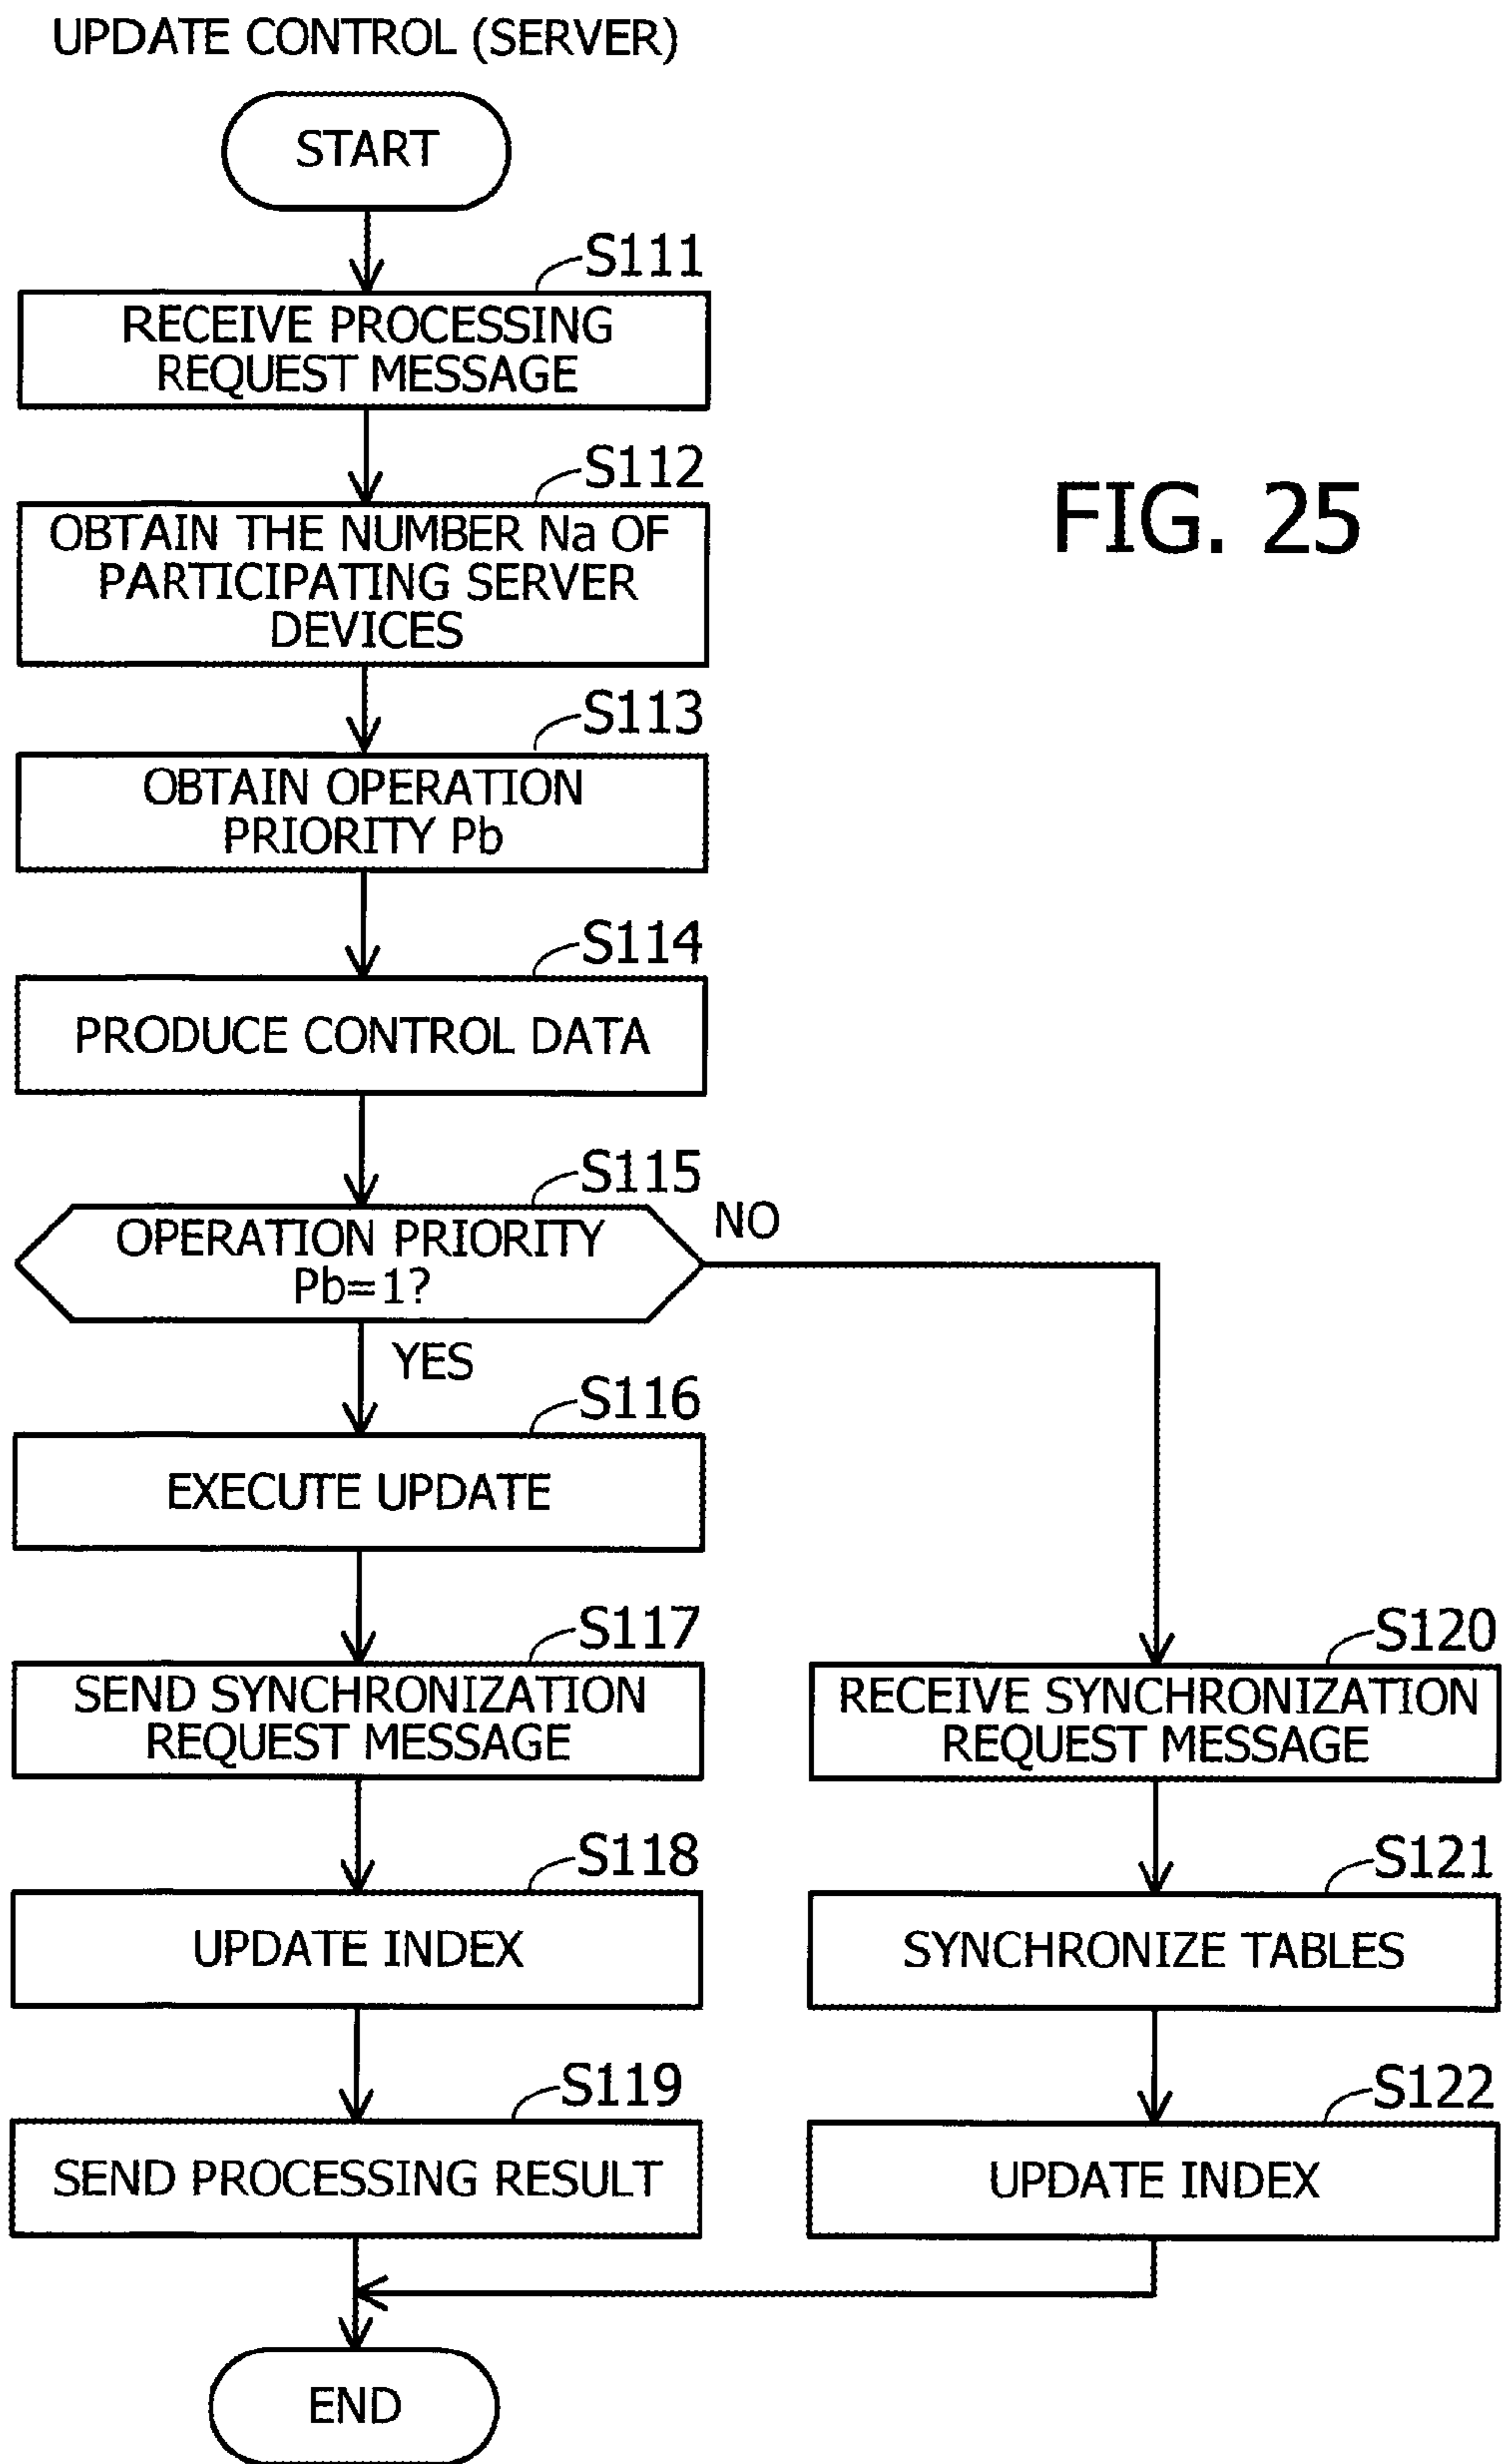 UPDATE CONTROL (SERVER)
START
S111
RECEIVE PROCESSING
REQUEST MESSAGE
S112
OBTAIN THE NUMBER Na OF
PARTICIPATING SERVER
DEVICES
FIG. 25
S113
OBTAIN OPERATION
PRIORITY Pb
S114
PRODUCE CONTROL DATA
S115
OPERATION PRIORITY
Pb=1?
NO
YES
S116
EXECUTE UPDATE
S117
SEND SYNCHRONIZATION
REQUEST MESSAGE
S118
UPDATE INDEX
S119
SEND PROCESSING RESULT
S120
RECEIVE SYNCHRONIZATION
REQUEST MESSAGE
S121
SYNCHRONIZE TABLES
S122
UPDATE INDEX
END